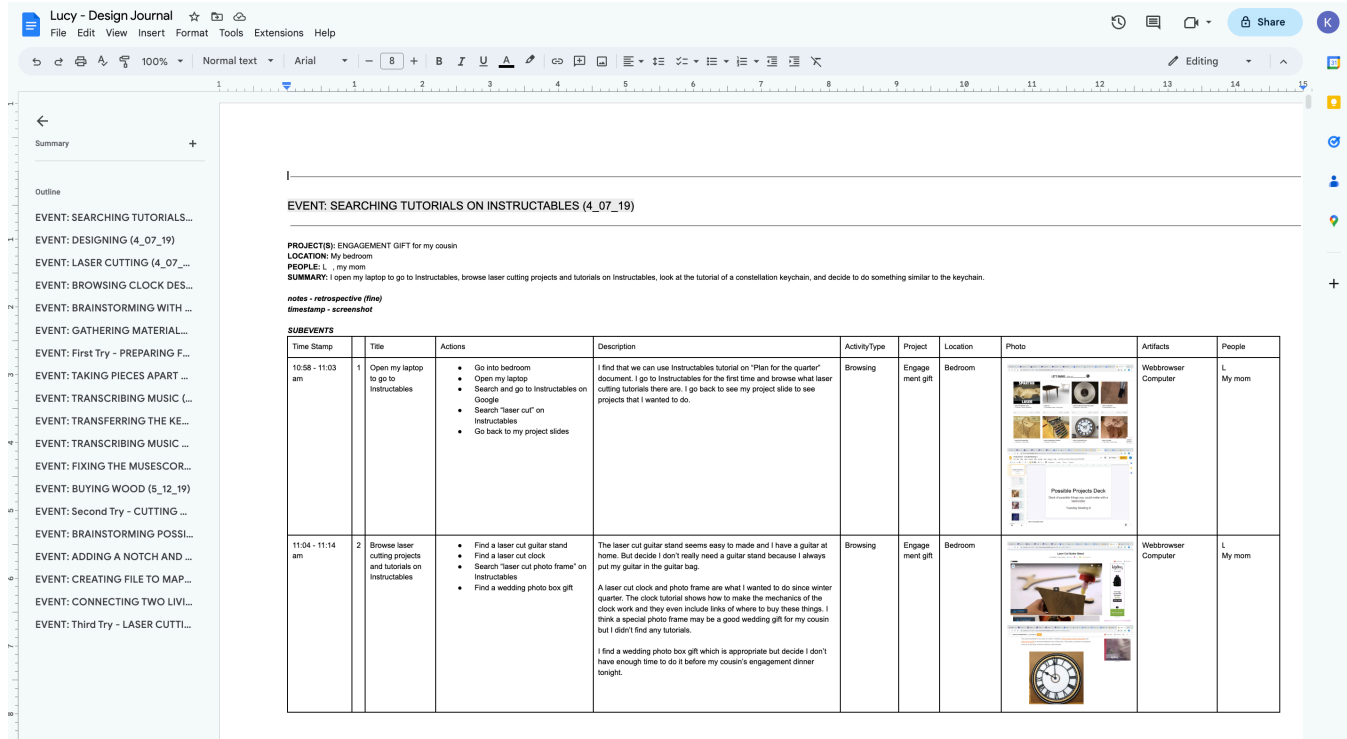 Lucy - Design Journal
File Edit View Insert Format Tools Extensions Help
Share
K
100% Normal text Arial 8 B I U A Editing
31
1 1 2 3 4 5 6 7 8 9 10 11 12 13 14 15
Summary
Outline
EVENT: SEARCHING TUTORIALS...
EVENT: DESIGNING (4_07_19)
EVENT: LASER CUTTING (4_07_...
EVENT: BROWSING CLOCK DES...
EVENT: BRAINSTORMING WITH ...
EVENT: GATHERING MATERIAL...
EVENT: First Try - PREPARING F...
EVENT: TAKING PIECES APART ...
EVENT: TRANSCRIBING MUSIC (...
EVENT: TRANSFERRING THE KE...
EVENT: TRANSCRIBING MUSIC ...
EVENT: FIXING THE MUSESCOR...
EVENT: BUYING WOOD (5_12_19)
EVENT: Second Try - CUTTING ...
EVENT: BRAINSTORMING POSSI...
EVENT: ADDING A NOTCH AND ...
EVENT: CREATING FILE TO MAP...
EVENT: CONNECTING TWO LIVI...
EVENT: Third Try - LASER CUTTI...
EVENT: SEARCHING TUTORIALS ON INSTRUCTABLES (4_07_19)
PROJECT(S): ENGAGEMENT GIFT for my cousin
LOCATION: My bedroom
PEOPLE: L , my mom
SUMMARY: I open my laptop to go to Instructables, browse laser cutting projects and tutorials on Instructables, look at the tutorial of a constellation keychain, and decide to do something similar to the keychain.
notes - retrospective (fine)
timestamp - screenshot
SUBEVENTS
Time Stamp Title Actions Description ActivityType Project Location Photo Artifacts People
10:58 - 11:03
am
1
Open my laptop
to go to
Instructables
● Go into bedroom
● Open my laptop
● Search and go to Instructables on
Google
● Search "laser cut" on
Instructables
● Go back to my project slides
I find that we can use Instructables tutorial on "Plan for the quarter"
document. I go to Instructables for the first time and browse what laser
cutting tutorials there are. I go back to see my project slide to see
projects that I wanted to do.
Browsing
Engage
ment gift
Bedroom
Possible Projects Deck
Webbrowser
Computer
L
My mom
11:04 - 11:14
am
2
Browse laser
cutting projects
and tutorials on
Instructables
● Find a laser cut guitar stand
● Find a laser cut clock
● Search "laser cut photo frame" on
Instructables
● Find a wedding photo box gift
The laser cut guitar stand seems easy to made and I have a guitar at
home. But decide I don't really need a guitar stand because I always
put my guitar in the guitar bag.
A laser cut clock and photo frame are what I wanted to do since winter
quarter. The clock tutorial shows how to make the mechanics of the
clock work and they even include links of where to buy these things. I
think a special photo frame may be a good wedding gift for my cousin
but I didn't find any tutorials.
I find a wedding photo box gift which is appropriate but decide I don't
have enough time to do it before my cousin's engagement dinner
tonight.
Browsing
Engage
ment gift
Bedroom
Webbrowser
Computer
L
My mom